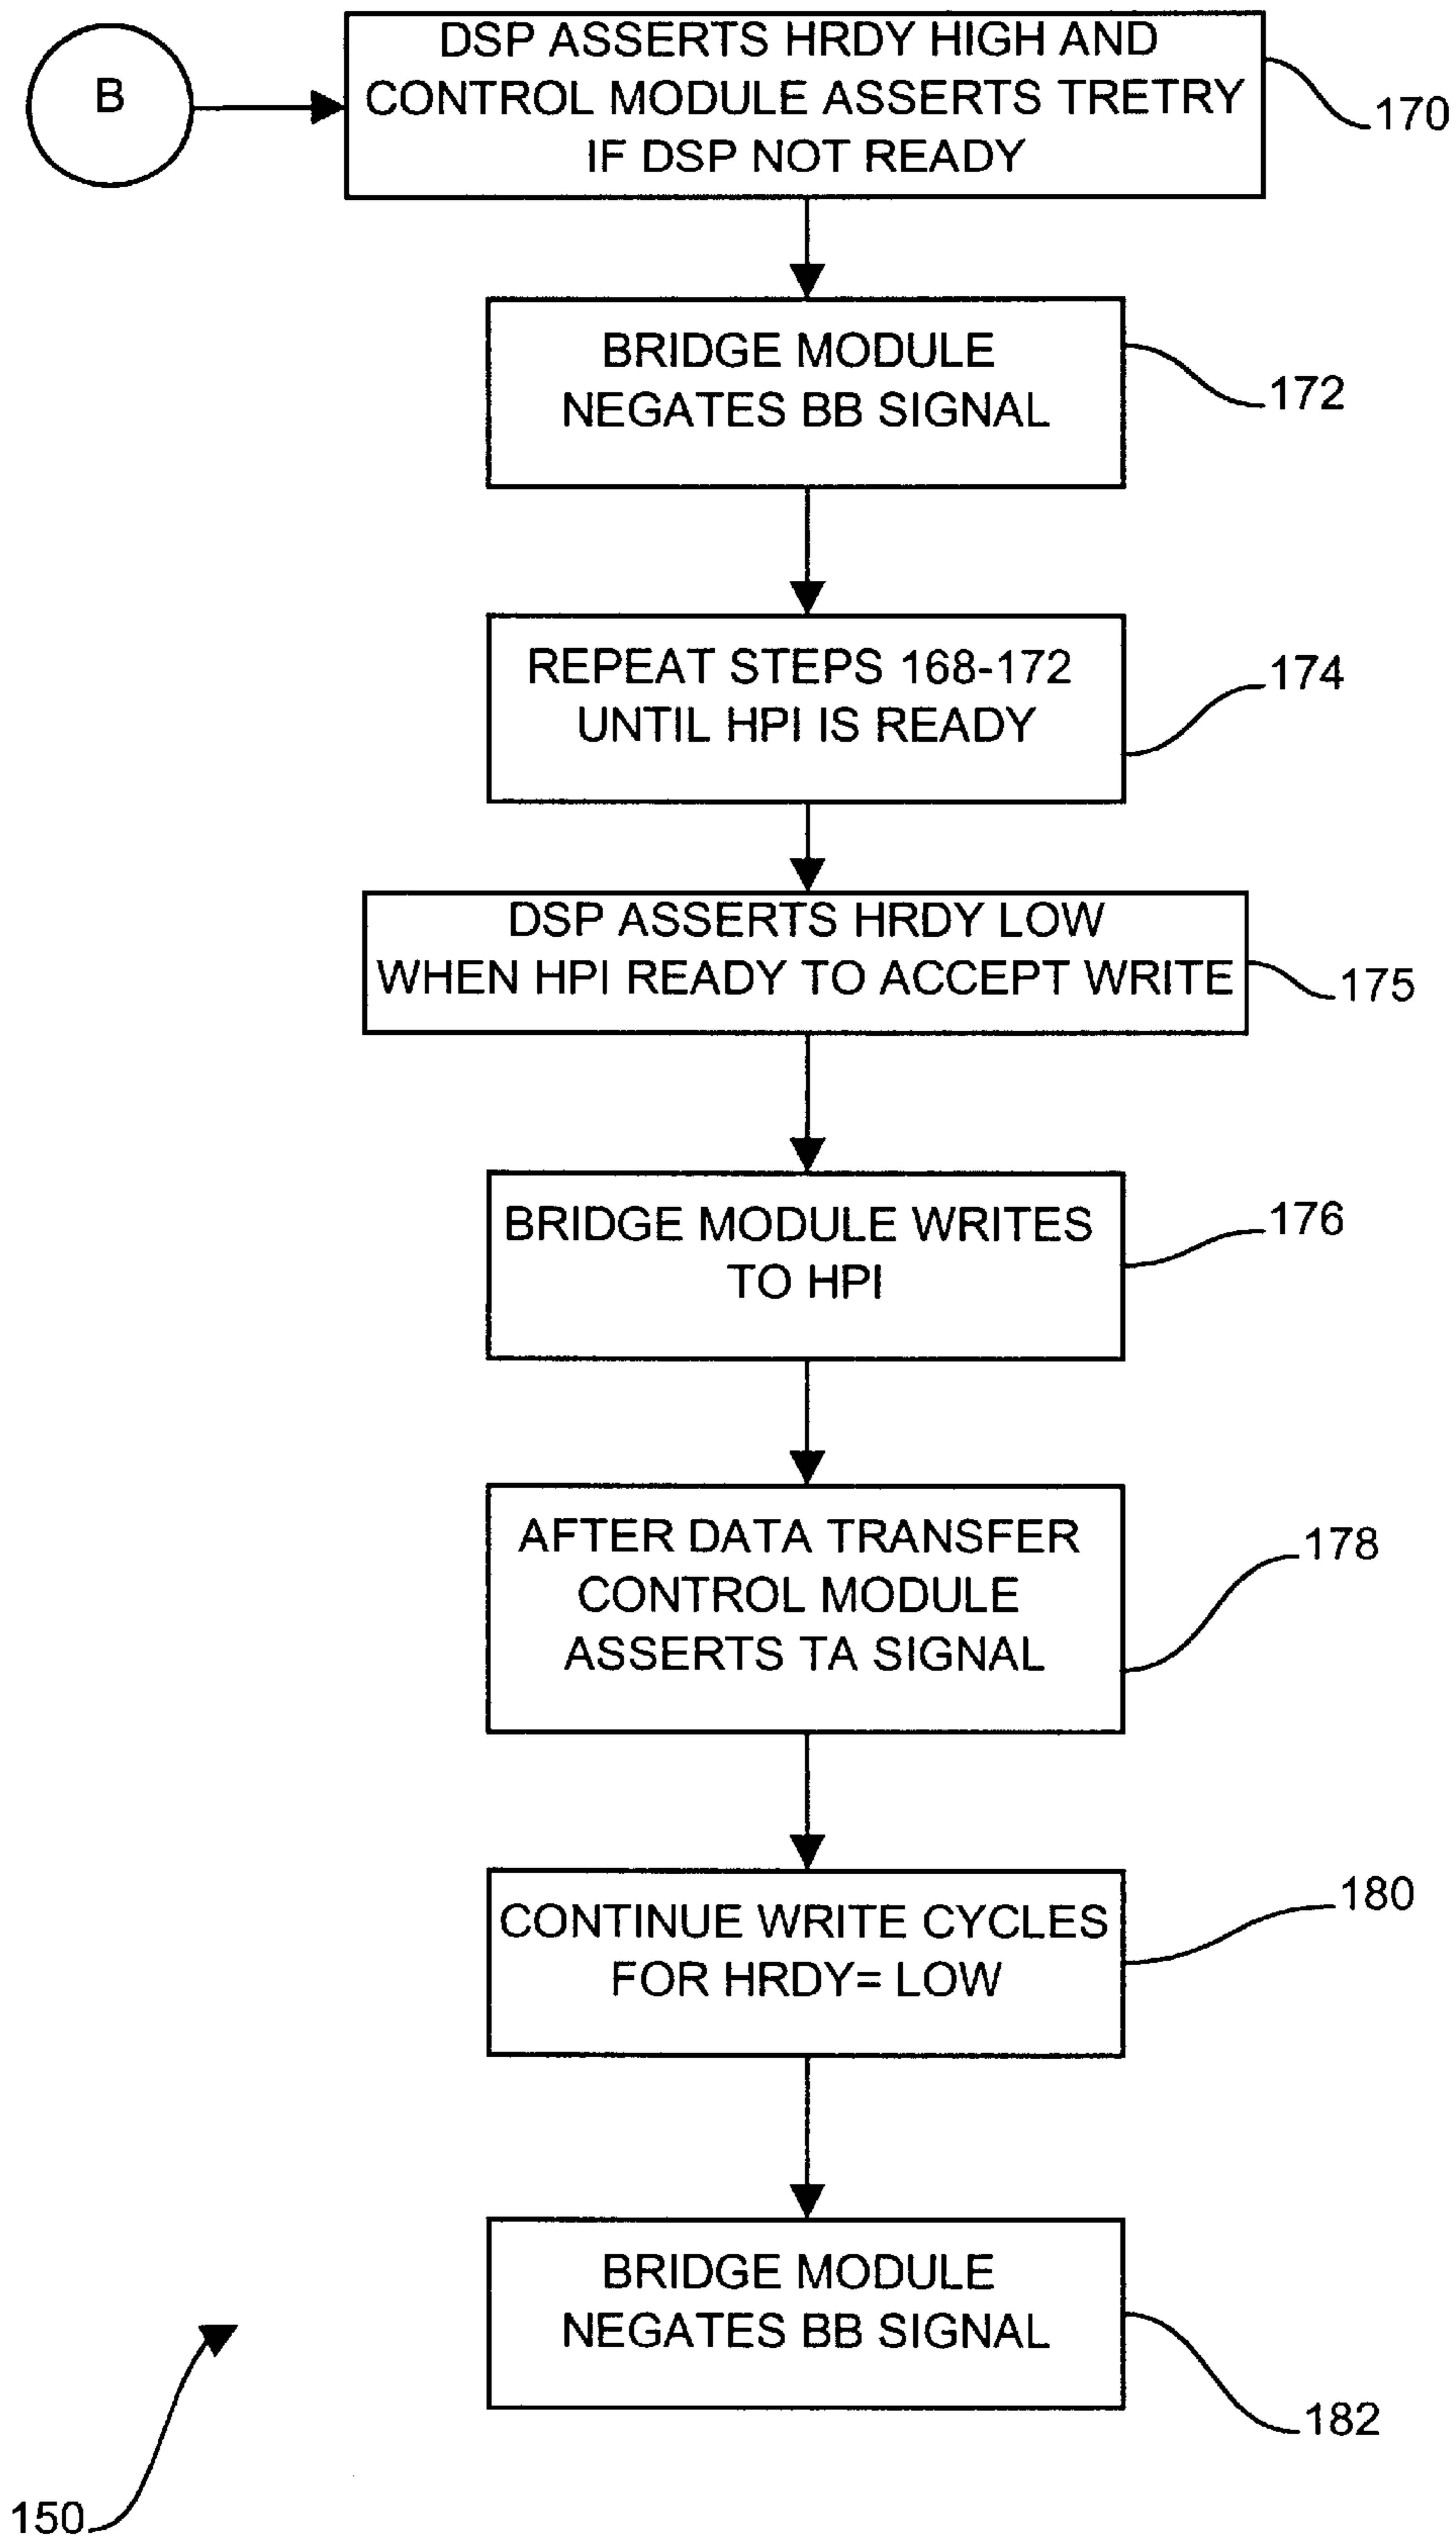 B
DSP ASSERTS HRDY HIGH AND
CONTROL MODULE ASSERTS TRETRY
IF DSP NOT READY
170
BRIDGE MODULE
NEGATES BB SIGNAL
172
REPEAT STEPS 168-172
UNTIL HPI IS READY
174
DSP ASSERTS HRDY LOW
WHEN HPI READY TO ACCEPT WRITE
175
BRIDGE MODULE WRITES
TO HPI
176
AFTER DATA TRANSFER
CONTROL MODULE
ASSERTS TA SIGNAL
178
CONTINUE WRITE CYCLES
FOR HRDY= LOW
180
BRIDGE MODULE
NEGATES BB SIGNAL
182
150